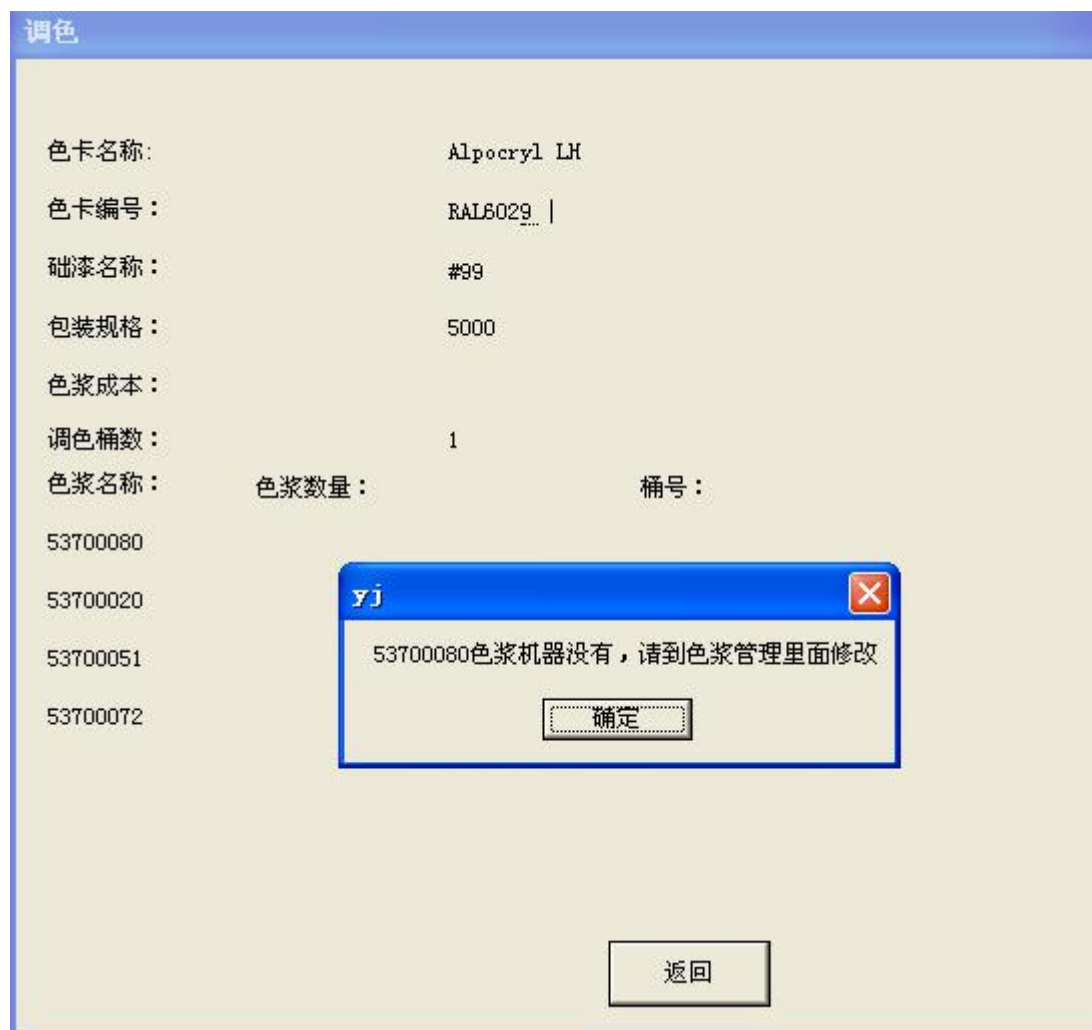 调色
色卡名称: Alpocryl LH
色卡编号： RAL6029
础漆名称： #99
包装规格： 5000
色浆成本：
调色桶数： 1
色浆名称： 色浆数量： 桶号：
53700080
yj
53700020
53700080色浆机器没有，请到色浆管理里面修改
53700051
确定
53700072
返回